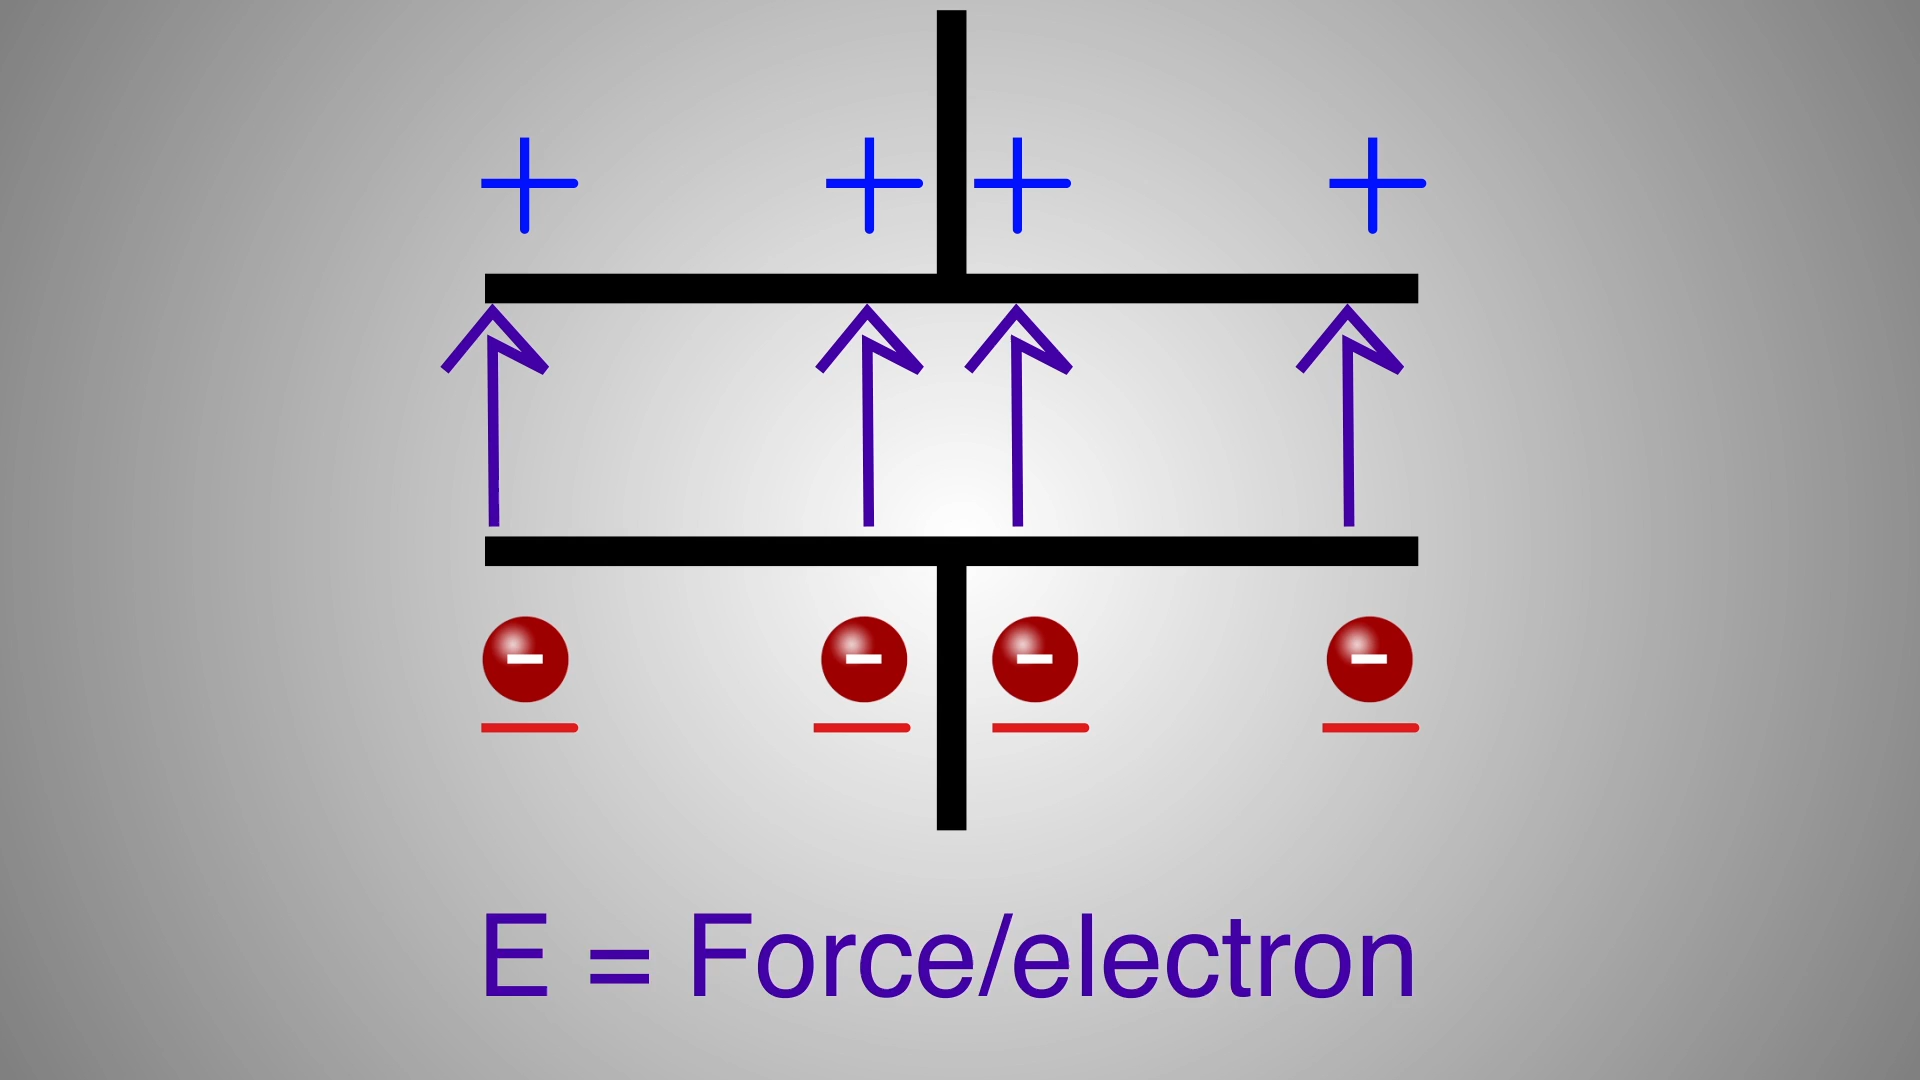 + + + +
- - - -
E = Force/electron